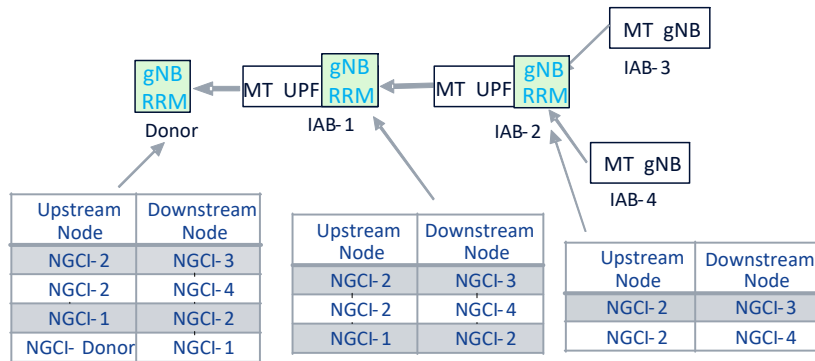 MT gNB
IAB-3
gNB
RRM
Donor
MT UPF
gNB
RRM
IAB-1
MT UPF
gNB
RRM
IAB-2
MT gNB
IAB-4
Upstream Node Downstream Node
NGCI-2 NGCI-3
NGCI-2 NGCI-4
NGCI-1 NGCI-2
NGCI- Donor NGCI-1
Upstream Node Downstream Node
NGCI-2 NGCI-3
NGCI-2 NGCI-4
NGCI-1 NGCI-2
Upstream Node Downstream Node
NGCI-2 NGCI-3
NGCI-2 NGCI-4